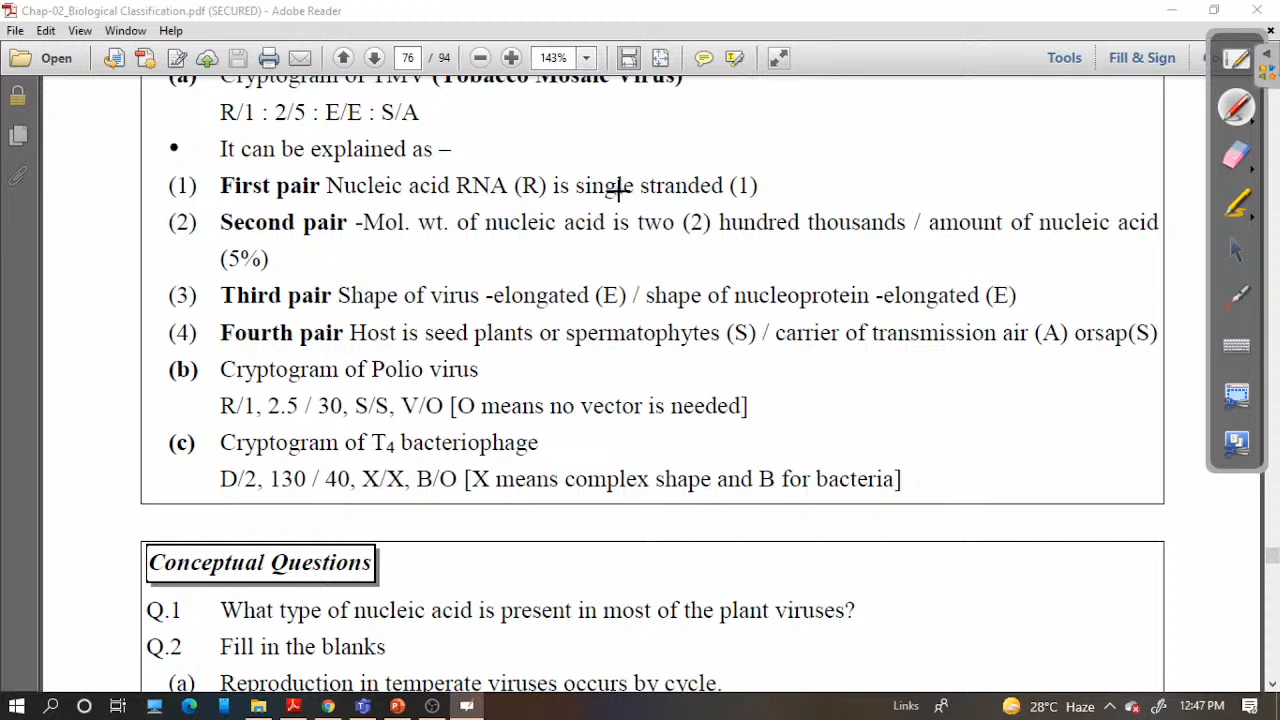 Chap-02_Biological Classification.pdf (SECURED) - Adobe Reader
File Edit View Window Help
Open 76 / 94 143% Tools Fill & Sign
(a) Cryptogram of TMV (Tobacco Mosaic Virus)
R/1 : 2/5 : E/E : S/A
• It can be explained as –
(1) First pair Nucleic acid RNA (R) is single stranded (1)
(2) Second pair -Mol. wt. of nucleic acid is two (2) hundred thousands / amount of nucleic acid
(5%)
(3) Third pair Shape of virus -elongated (E) / shape of nucleoprotein -elongated (E)
(4) Fourth pair Host is seed plants or spermatophytes (S) / carrier of transmission air (A) orsap(S)
(b) Cryptogram of Polio virus
R/1, 2.5 / 30, S/S, V/O [O means no vector is needed]
(c) Cryptogram of T4 bacteriophage
D/2, 130 / 40, X/X, B/O [X means complex shape and B for bacteria]
Conceptual Questions
Q.1 What type of nucleic acid is present in most of the plant viruses?
Q.2 Fill in the blanks
(a) Reproduction in temperate viruses occurs by cycle.
Links 28°C Haze 12:47 PM